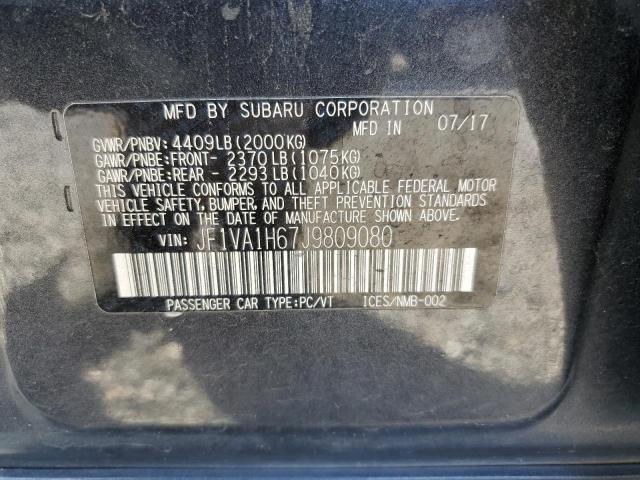 MFD BY SUBARU CORPORATION
MFD IN 07/17
GVWR/PNBV: 4409LB(2000KG)
GAWR/PNBE:FRONT- 2370LB(1075KG)
GAWR/PNBE:REAR - 2293LB(1040KG)
THIS VEHICLE CONFORMS TO ALL APPLICABLE FEDERAL MOTOR
VEHICLE SAFETY, BUMPER, AND THEFT PREVENTION STANDARDS
IN EFFECT ON THE DATE OF MANUFACTURE SHOWN ABOVE.
VIN: JF1VA1H67J9809080
PASSENGER CAR TYPE:PC/VT ICES/NMB-002